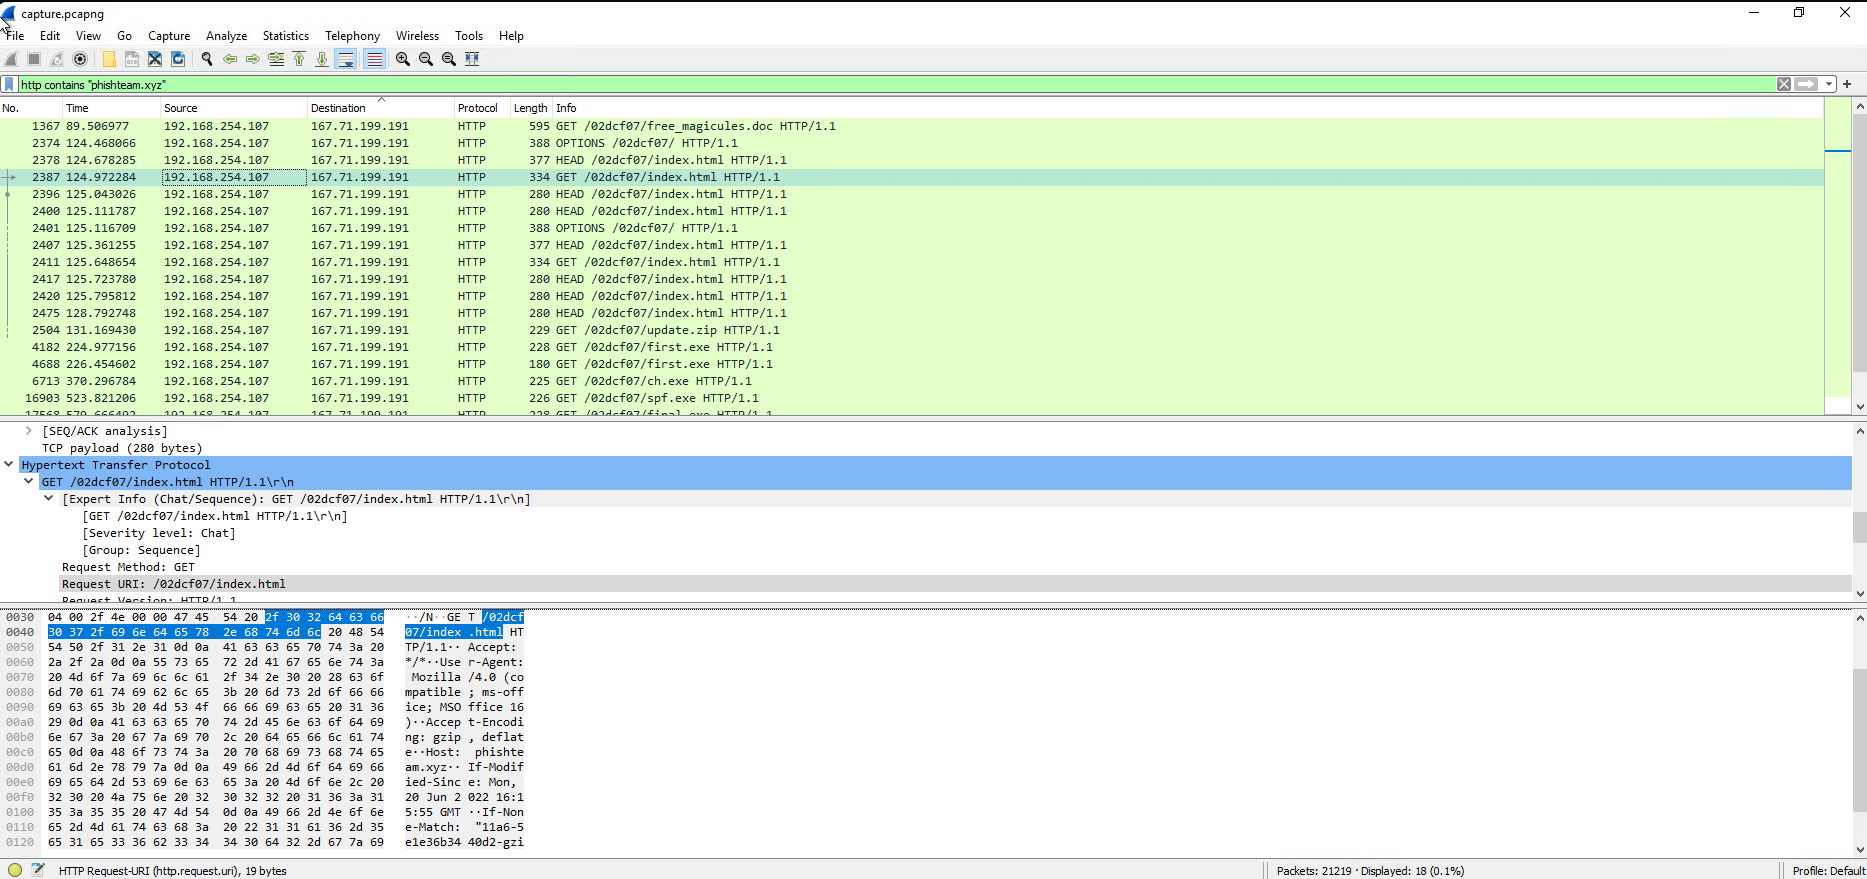 capture.pcapng
File Edit View Go Capture Analyze Statistics Telephony Wireless Tools Help
http contains "phishteam.xyz"
No. Time Source Destination Protocol Length Info
1367 89.506977 192.168.254.107 167.71.199.191 HTTP 595 GET /02dcf07/free_magicules.doc HTTP/1.1
2374 124.468066 192.168.254.107 167.71.199.191 HTTP 388 OPTIONS /02dcf07/ HTTP/1.1
2378 124.678285 192.168.254.107 167.71.199.191 HTTP 377 HEAD /02dcf07/index.html HTTP/1.1
2387 124.972284 192.168.254.107 167.71.199.191 HTTP 334 GET /02dcf07/index.html HTTP/1.1
2396 125.043026 192.168.254.107 167.71.199.191 HTTP 280 HEAD /02dcf07/index.html HTTP/1.1
2400 125.111787 192.168.254.107 167.71.199.191 HTTP 280 HEAD /02dcf07/index.html HTTP/1.1
2401 125.116709 192.168.254.107 167.71.199.191 HTTP 388 OPTIONS /02dcf07/ HTTP/1.1
2407 125.361255 192.168.254.107 167.71.199.191 HTTP 377 HEAD /02dcf07/index.html HTTP/1.1
2411 125.648654 192.168.254.107 167.71.199.191 HTTP 334 GET /02dcf07/index.html HTTP/1.1
2417 125.723780 192.168.254.107 167.71.199.191 HTTP 280 HEAD /02dcf07/index.html HTTP/1.1
2420 125.795812 192.168.254.107 167.71.199.191 HTTP 280 HEAD /02dcf07/index.html HTTP/1.1
2475 128.792748 192.168.254.107 167.71.199.191 HTTP 280 HEAD /02dcf07/index.html HTTP/1.1
2504 131.169430 192.168.254.107 167.71.199.191 HTTP 229 GET /02dcf07/update.zip HTTP/1.1
4182 224.977156 192.168.254.107 167.71.199.191 HTTP 228 GET /02dcf07/first.exe HTTP/1.1
4688 226.454602 192.168.254.107 167.71.199.191 HTTP 180 GET /02dcf07/first.exe HTTP/1.1
6713 370.296784 192.168.254.107 167.71.199.191 HTTP 225 GET /02dcf07/ch.exe HTTP/1.1
16903 523.821206 192.168.254.107 167.71.199.191 HTTP 226 GET /02dcf07/spf.exe HTTP/1.1
192.168.254.107 167.71.199.191 HTTP 228 GET /02dcf07/final.exe HTTP/1.1
[SEQ/ACK analysis]
TCP payload (280 bytes)
Hypertext Transfer Protocol
GET /02dcf07/index.html HTTP/1.1\r\n
[Expert Info (Chat/Sequence): GET /02dcf07/index.html HTTP/1.1\r\n]
[GET /02dcf07/index.html HTTP/1.1\r\n]
[Severity level: Chat]
[Group: Sequence]
Request Method: GET
Request URI: /02dcf07/index.html
Request Version: HTTP/1.1
0030 04 00 2f 4e 00 00 47 45 54 20 2f 30 32 64 63 66 ··/N··GE T /02dcf
0040 30 37 2f 69 6e 64 65 78 2e 68 74 6d 6c 20 48 54 07/index .html HT
0050 54 50 2f 31 2e 31 0d 0a 41 63 63 65 70 74 3a 20 TP/1.1·· Accept:
0060 2a 2f 2a 0d 0a 55 73 65 72 2d 41 67 65 6e 74 3a */*··Use r-Agent:
0070 20 4d 6f 7a 69 6c 6c 61 2f 34 2e 30 20 28 63 6f Mozilla /4.0 (co
0080 6d 70 61 74 69 62 6c 65 3b 20 6d 73 2d 6f 66 66 mpatible ; ms-off
0090 69 63 65 3b 20 4d 53 4f 66 66 69 63 65 20 31 36 ice; MSO ffice 16
00a0 29 0d 0a 41 63 63 65 70 74 2d 45 6e 63 6f 64 69 )··Accep t-Encodi
00b0 6e 67 3a 20 67 7a 69 70 2c 20 64 65 66 6c 61 74 ng: gzip , deflat
00c0 65 0d 0a 48 6f 73 74 3a 20 70 68 69 73 68 74 65 e··Host: phishte
00d0 61 6d 2e 78 79 7a 0d 0a 49 66 2d 4d 6f 64 69 66 am.xyz·· If-Modif
00e0 69 65 64 2d 53 69 6e 63 65 3a 20 4d 6f 6e 2c 20 ied-Sinc e: Mon,
00f0 32 30 20 4a 75 6e 20 32 30 32 32 20 31 36 3a 31 20 Jun 2 022 16:1
0100 35 3a 35 35 20 47 4d 54 0d 0a 49 66 2d 4e 6f 6e 5:55 GMT ··If-Non
0110 65 2d 4d 61 74 63 68 3a 20 22 31 31 61 36 2d 35 e-Match: "11a6-5
0120 65 31 65 33 36 62 33 34 34 30 64 32 2d 67 7a 69 e1e36b34 40d2-gzi
HTTP Request-URI (http.request.uri), 19 bytes
Packets: 21219 · Displayed: 18 (0.1%)
Profile: Default